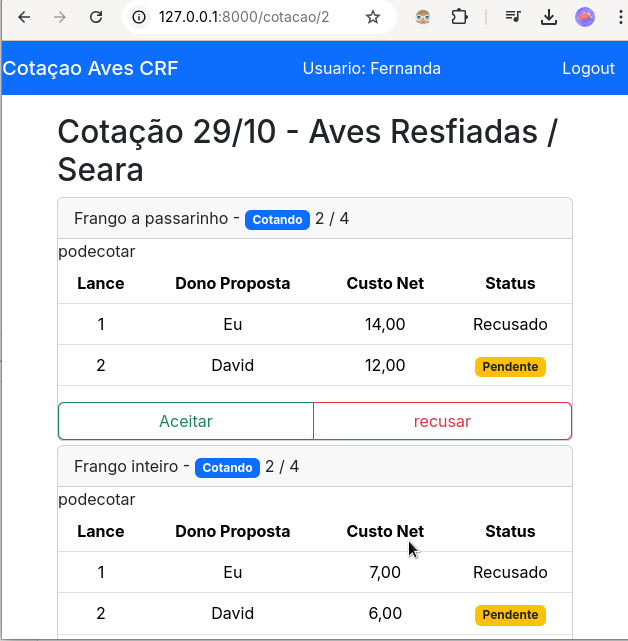 127.0.0.1:8000/cotacao/2
Cotaçao Aves CRF Usuario: Fernanda Logout
Cotação 29/10 - Aves Resfiadas /
Seara
Frango a passarinho - Cotando 2 / 4
podecotar
Lance Dono Proposta Custo Net Status
1 Eu 14,00 Recusado
2 David 12,00 Pendente
Aceitar recusar
Frango inteiro - Cotando 2 / 4
podecotar
Lance Dono Proposta Custo Net Status
1 Eu 7,00 Recusado
2 David 6,00 Pendente